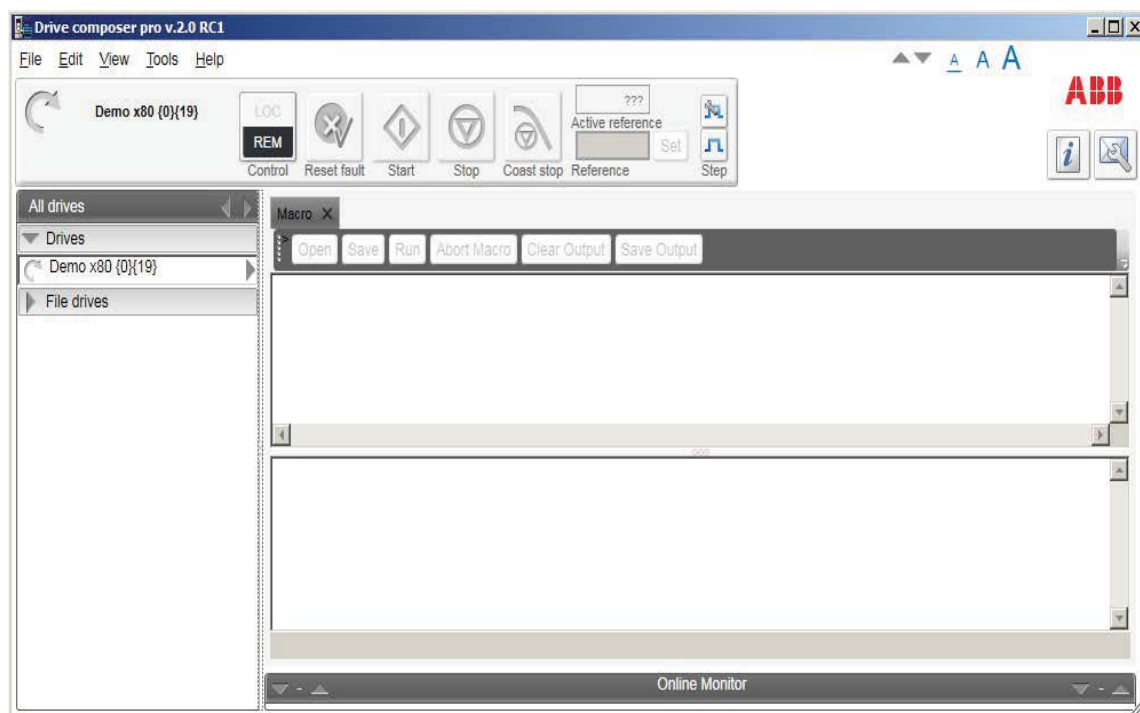 Drive composer pro v.2.0 RC1
File Edit View Tools Help
A A A
ABB
Demo x80 {0}{19}
LOC
REM
Control
Reset fault
Start
Stop
Coast stop
???
Active reference
Set
Reference
Step
i
All drives
Drives
Demo x80 {0}{19}
File drives
Macro X
Open Save Run Abort Macro Clear Output Save Output
Online Monitor